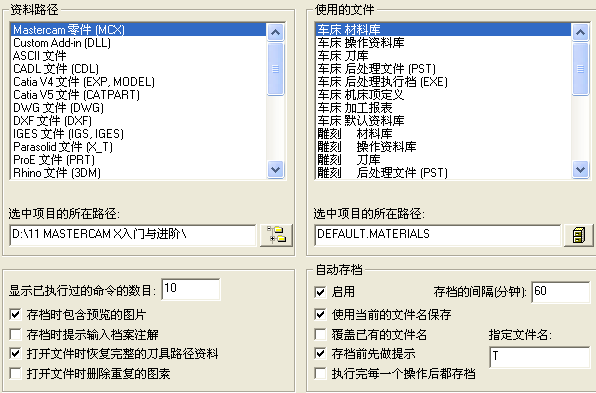 资料路径
Mastercam 零件 (MCX)
Custom Add-in (DLL)
ASCII 文件
CADL 文件 (CDL)
Catia V4 文件 (EXP, MODEL)
Catia V5 文件 (CATPART)
DWG 文件 (DWG)
DXF 文件 (DXF)
IGES 文件 (IGS, IGES)
Parasolid 文件 (X_T)
ProE 文件 (PRT)
Rhino 文件 (3DM)
选中项目的所在路径:
D:\11 MASTERCAM X入门与进阶\
使用的文件
车床 材料库
车床 操作资料库
车床 刀库
车床 后处理文件 (PST)
车床 后处理执行档 (EXE)
车床 机床顶定义
车床 加工报表
车床 默认资料库
雕刻 材料库
雕刻 操作资料库
雕刻 刀库
雕刻 后处理文件 (PST)
选中项目的所在路径:
DEFAULT.MATERIALS
显示已执行过的命令的数目: 10
存档时包含预览的图片
存档时提示输入档案注解
打开文件时恢复完整的刀具路径资料
打开文件时删除重复的图素
自动存档
启用 存档的间隔(分钟): 60
使用当前的文件名保存
覆盖已有的文件名 指定文件名:
存档前先做提示 T
执行完每一个操作后都存档